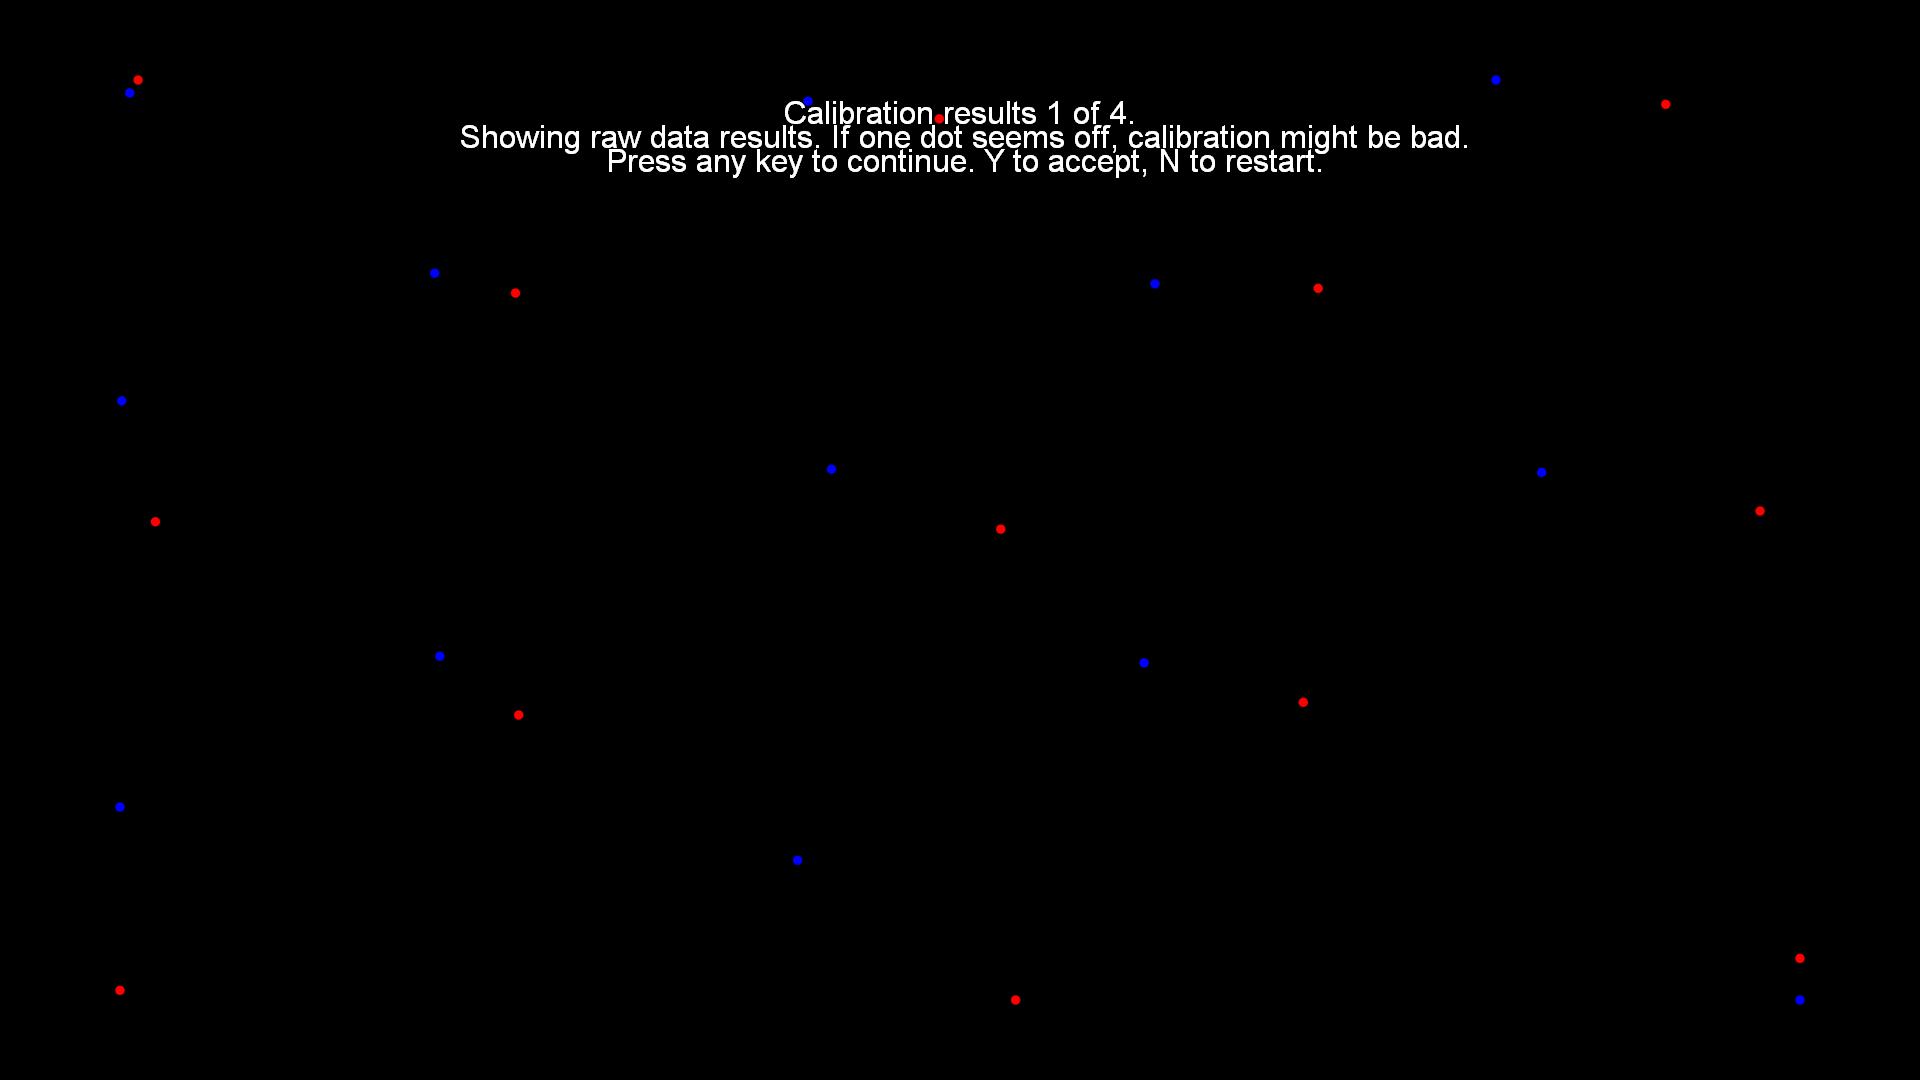 Calibration results 1 of 4.
Showing raw data results. If one dot seems off, calibration might be bad.
Press any key to continue. Y to accept, N to restart.